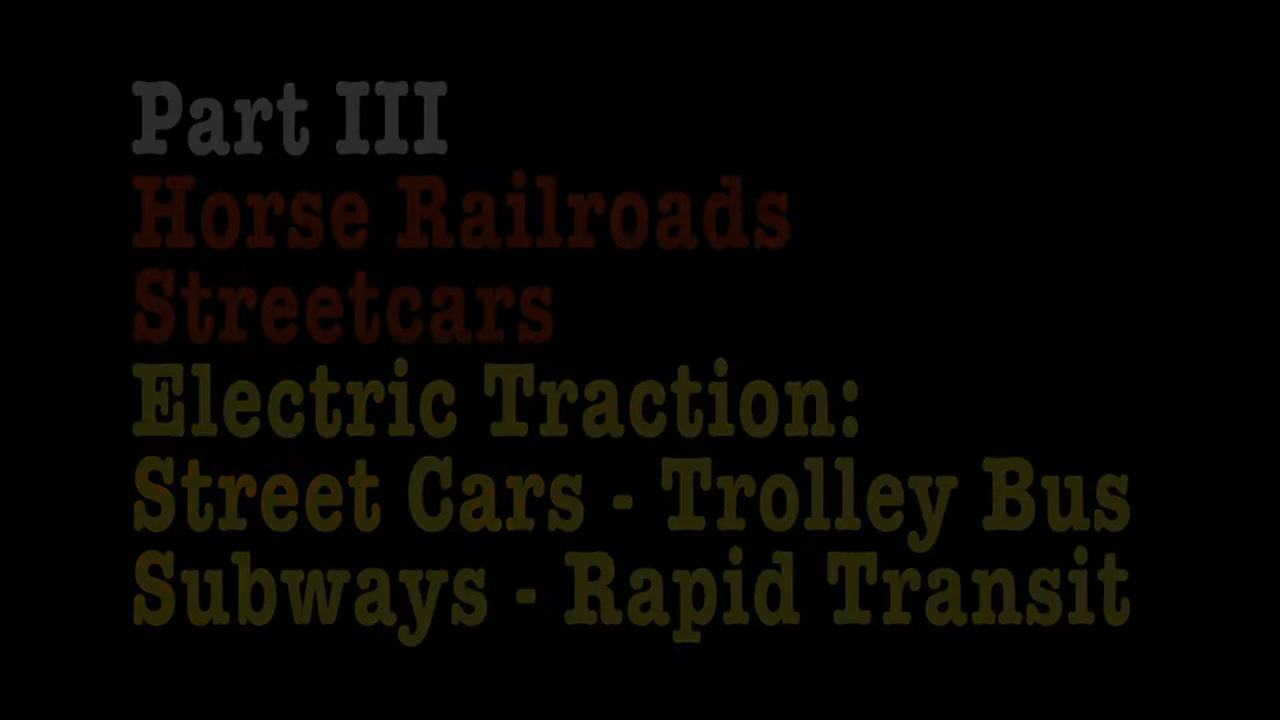 Part III
Horse Railroads
Streetcars
Electric Traction:
Street Cars - Trolley Bus
Subways - Rapid Transit